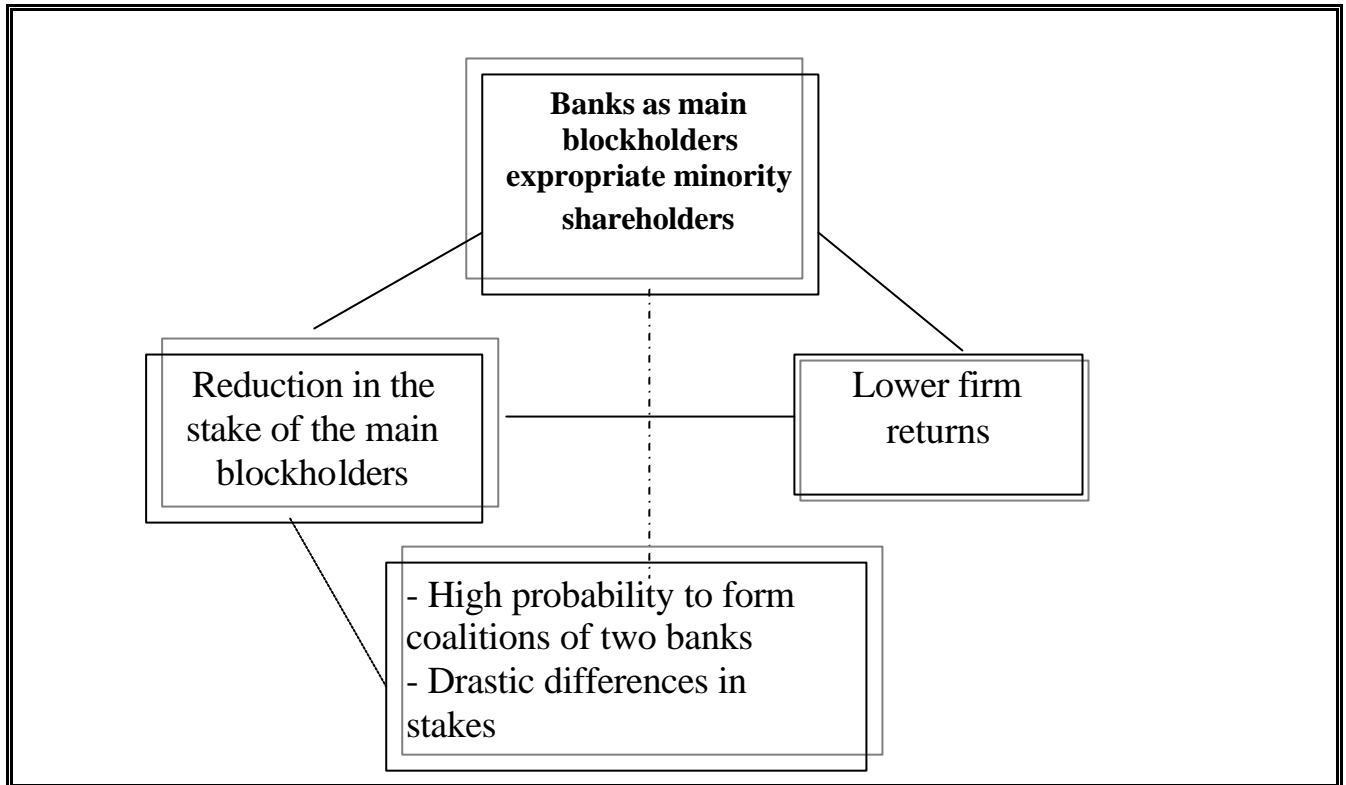 Banks as main
blockholders
expropriate minority
shareholders
Reduction in the
stake of the main
blockholders
Lower firm
returns
- High probability to form
coalitions of two banks
- Drastic differences in
stakes